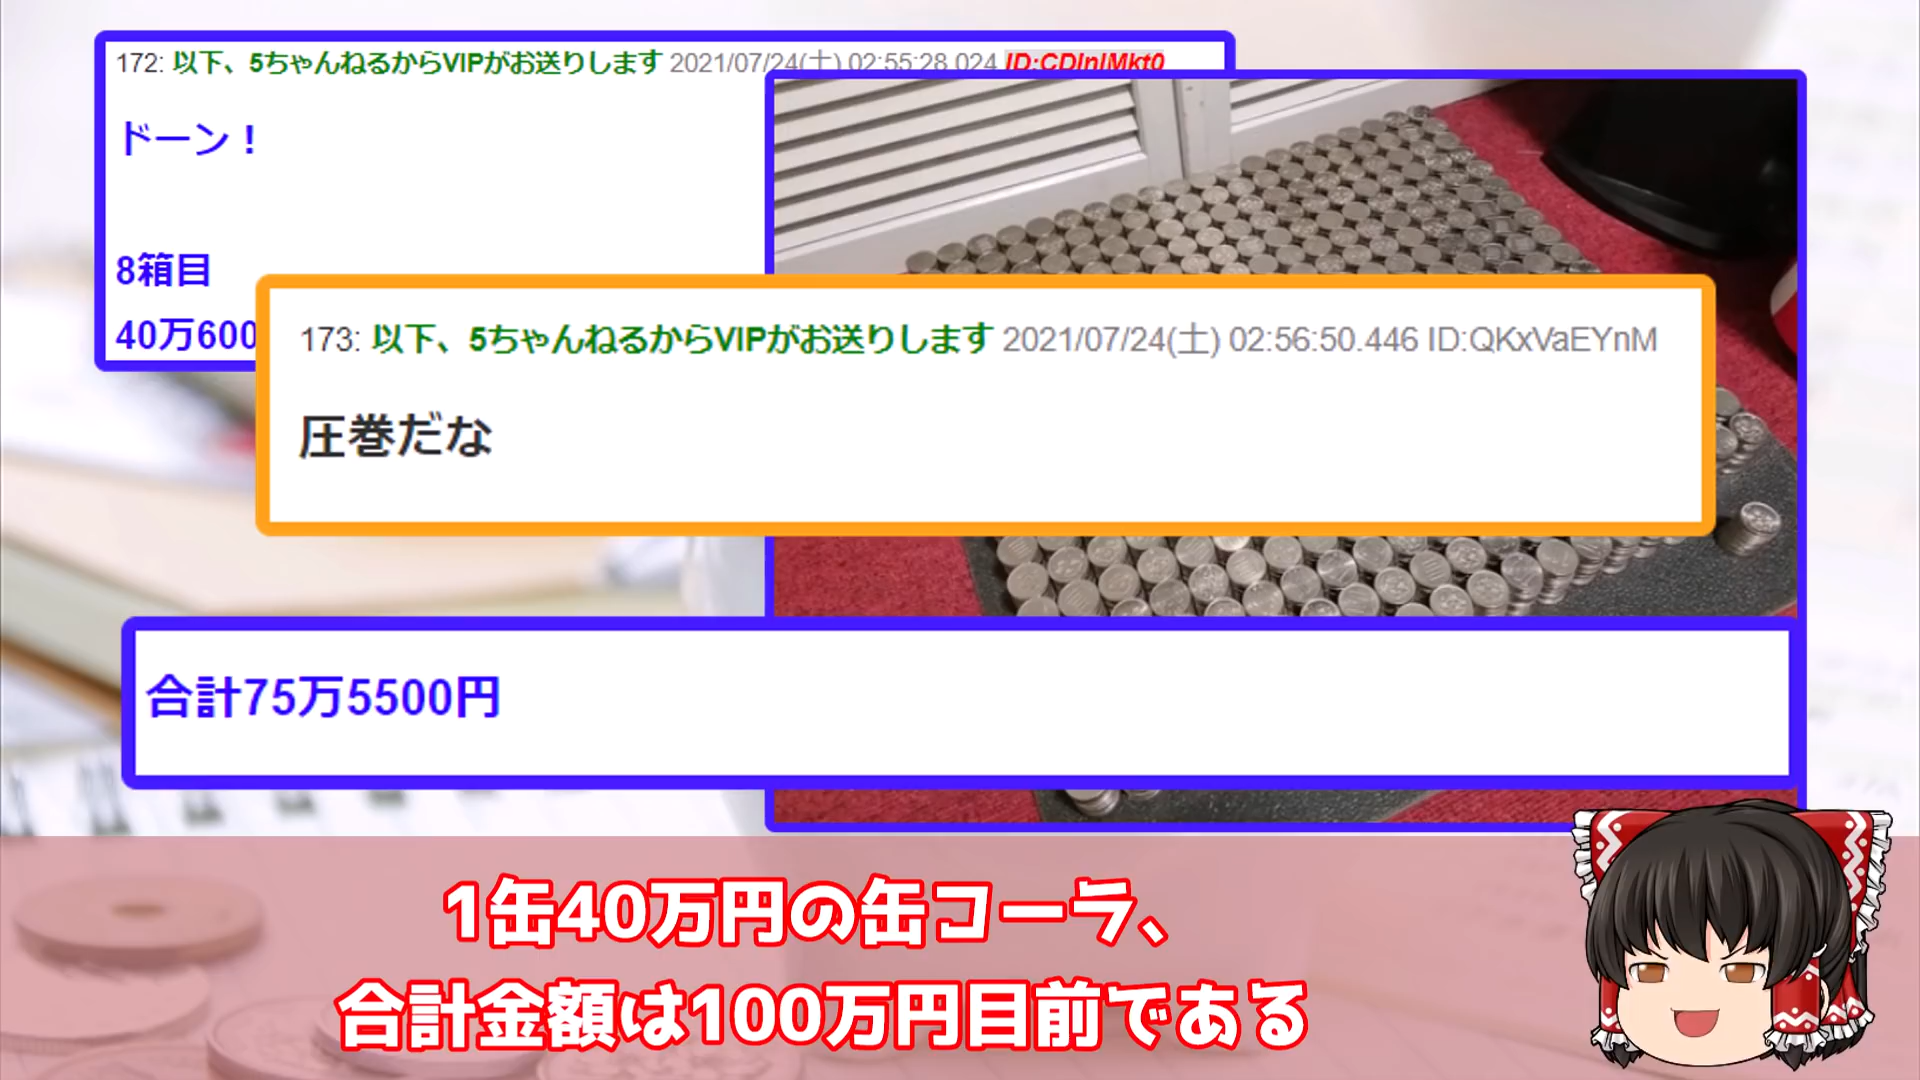 172: 以下、5ちゃんねるからVIPがお送りします 2021/07/24(土) 02:55:28.024
ドーン！
8箱目
40万600
173: 以下、5ちゃんねるからVIPがお送りします 2021/07/24(土) 02:56:50.446 ID:QKxVaEYnM
圧巻だな
合計75万5500円
1缶40万円の缶コーラ、
合計金額は100万円目前である